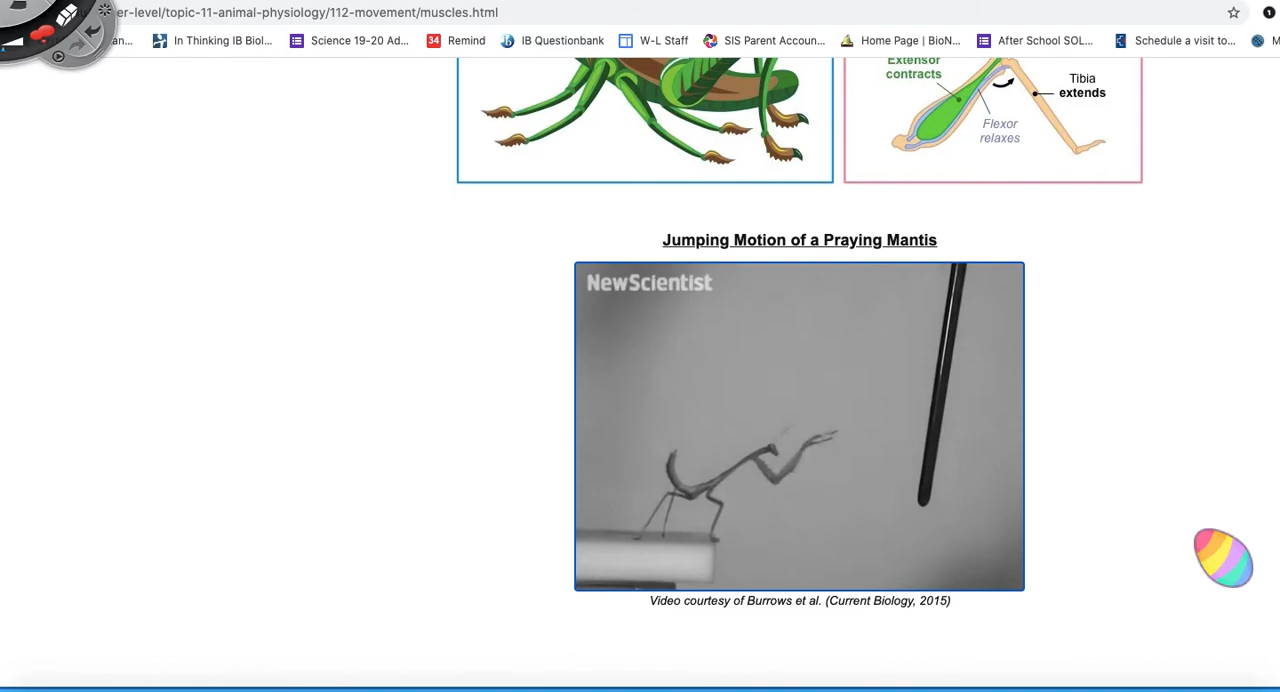 er-level/topic-11-animal-physiology/112-movement/muscles.html
an... In Thinking IB Biol... Science 19-20 Ad... 34 Remind IB Questionbank W-L Staff SIS Parent Accoun... Home Page | BioN... After School SOL... Schedule a visit to... M
Extensor
contracts
Tibia
extends
Flexor
relaxes
Jumping Motion of a Praying Mantis
NewScientist
Video courtesy of Burrows et al. (Current Biology, 2015)